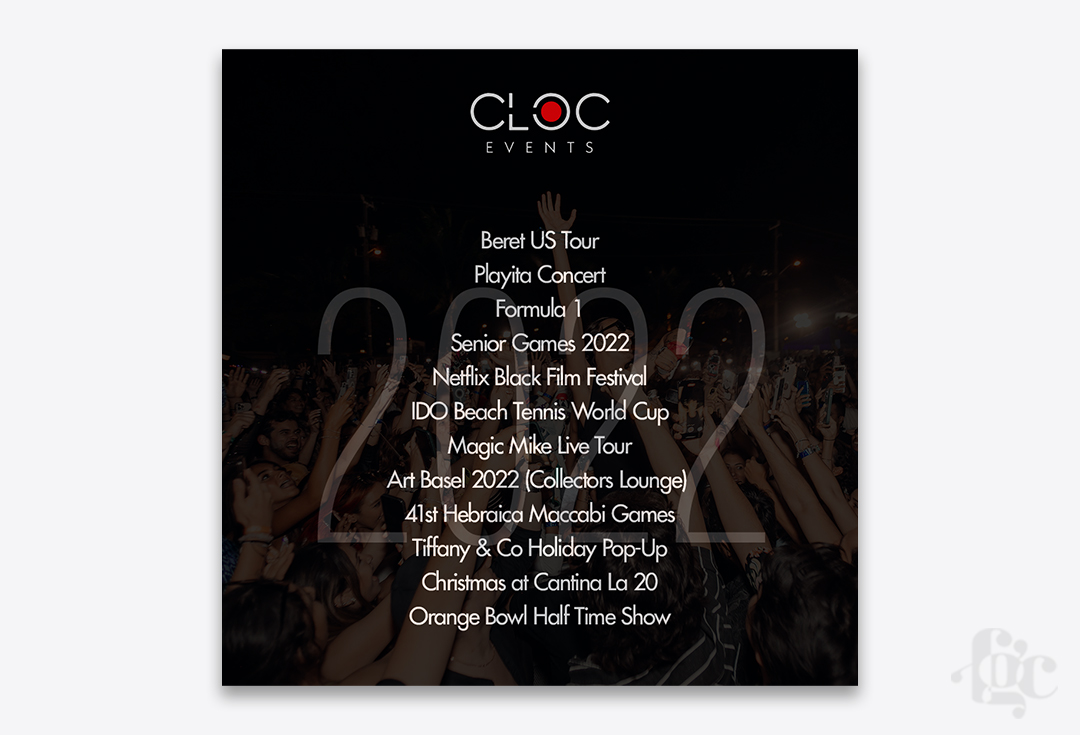 CLOC
EVENTS
2022
Beret US Tour
Playita Concert
Formula 1
Senior Games 2022
Netflix Black Film Festival
IDO Beach Tennis World Cup
Magic Mike Live Tour
Art Basel 2022 (Collectors Lounge)
41st Hebraica Maccabi Games
Tiffany & Co Holiday Pop-Up
Christmas at Cantina La 20
Orange Bowl Half Time Show
fgc